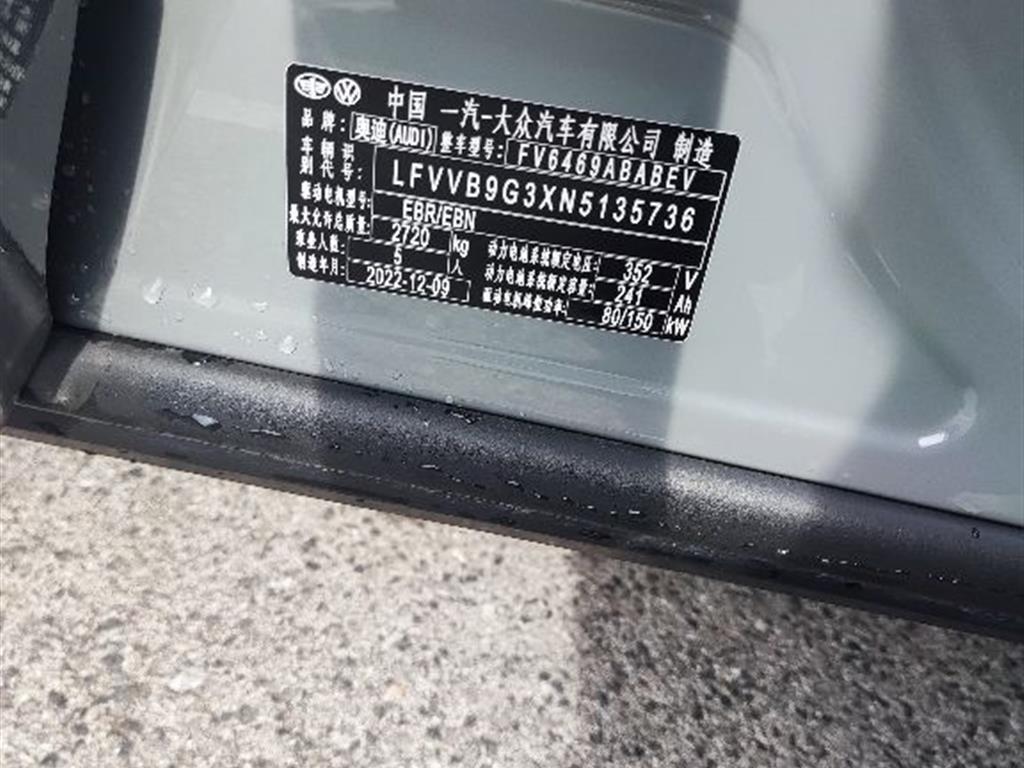 中国 一汽-大众汽车有限公司 制造
品牌: 奥迪(AUDI) 整车型号: FV6469ABABEV
车辆识别代号: LFVVB9G3XN5135736
驱动电机型号: EBR/EBN
最大允许总质量: 2720 kg 动力电池系统额定电压: 352 V
乘坐人数: 5 人 动力电池系统额定容量: 241 Ah
制造年月: 2022-12-09 驱动电机峰值功率: 80/150 kW